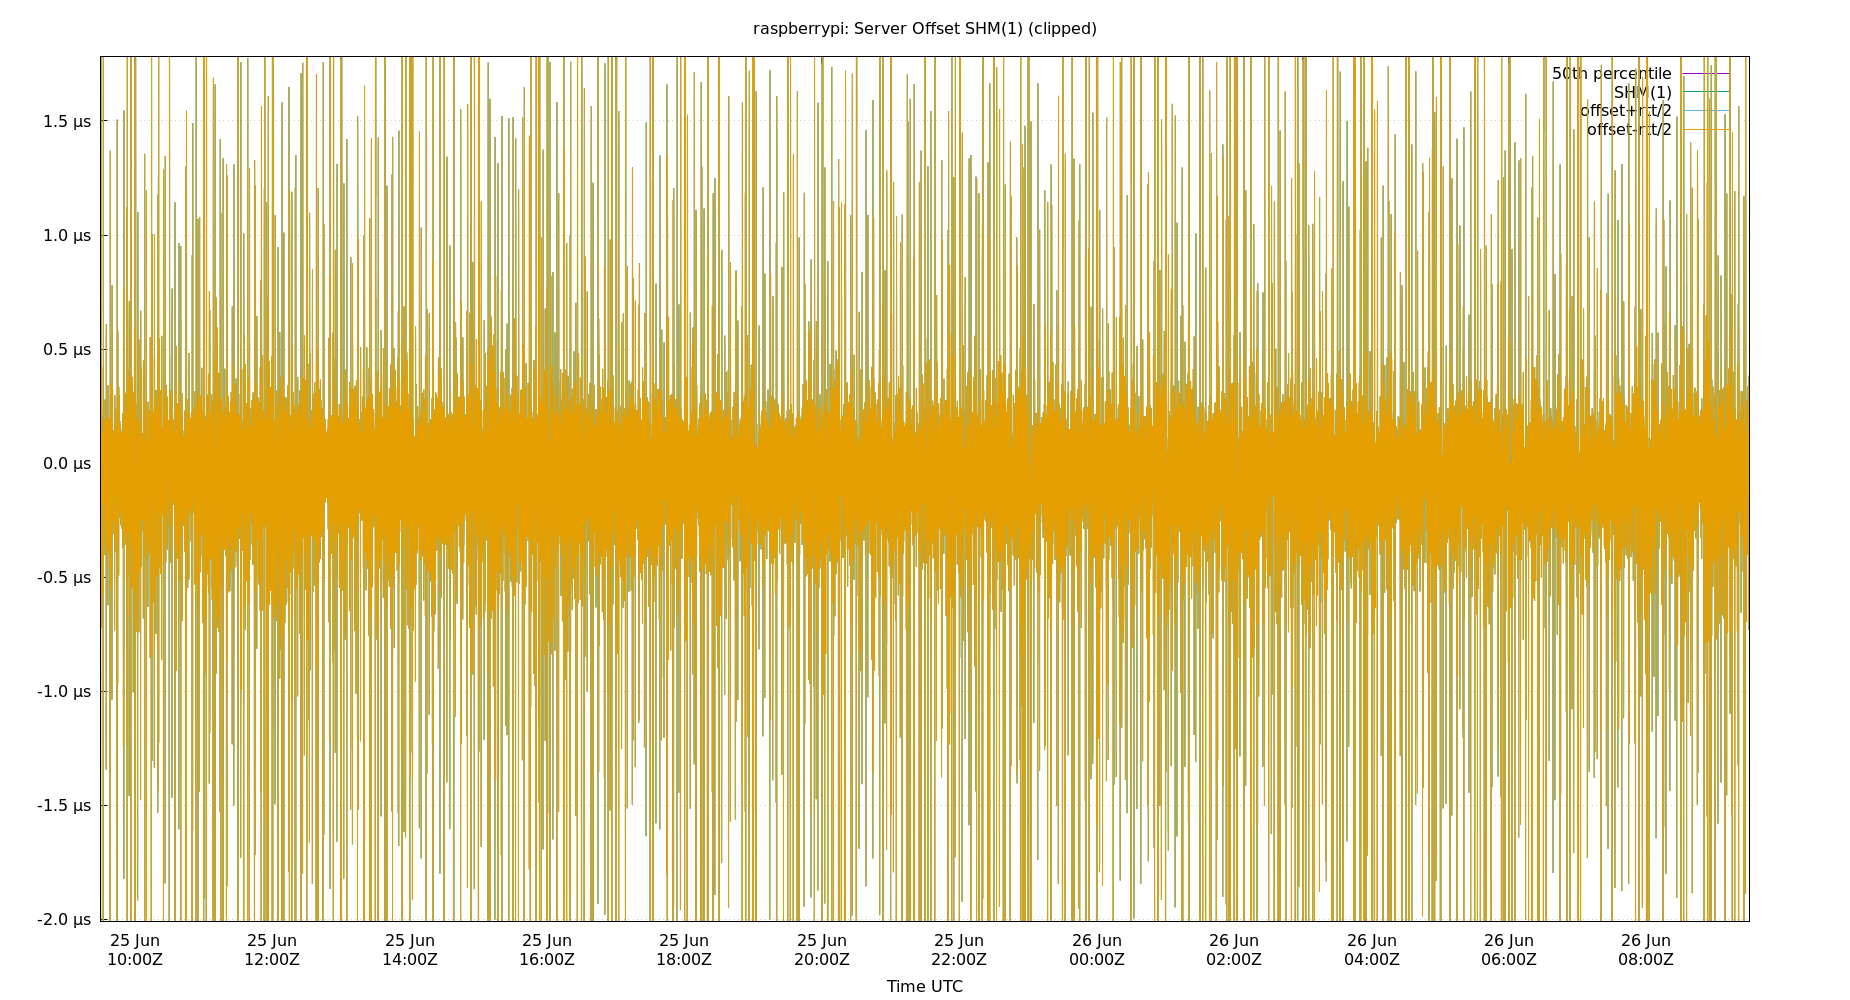 raspberrypi: Server Offset SHM(1) (clipped)
50th percentile
SHM(1)
offset+rtt/2
offset-rtt/2
1.5 µs
1.0 µs
0.5 µs
0.0 µs
-0.5 µs
-1.0 µs
-1.5 µs
-2.0 µs
25 Jun 25 Jun 25 Jun 25 Jun 25 Jun 25 Jun 25 Jun 26 Jun 26 Jun 26 Jun 26 Jun 26 Jun
10:00Z 12:00Z 14:00Z 16:00Z 18:00Z 20:00Z 22:00Z 00:00Z 02:00Z 04:00Z 06:00Z 08:00Z
Time UTC